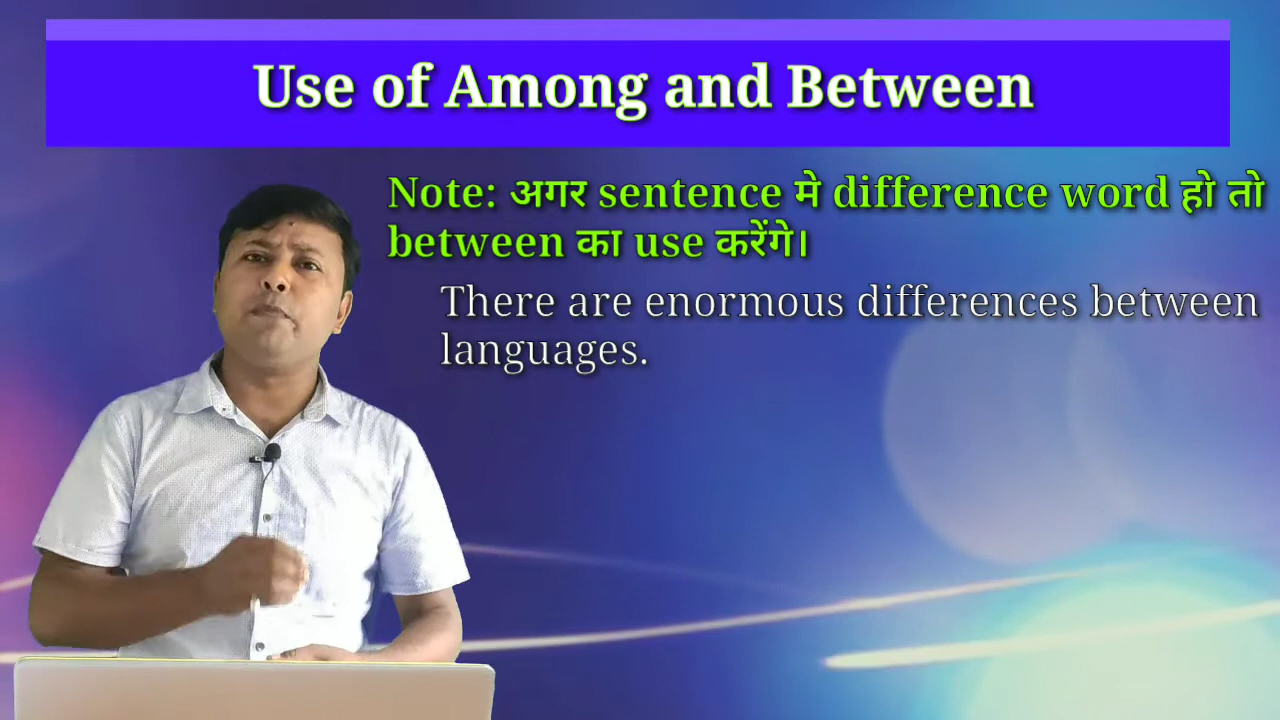 Use of Among and Between
Note: अगर sentence मे difference word हो तो
between का use करेंगे।
There are enormous differences between
languages.